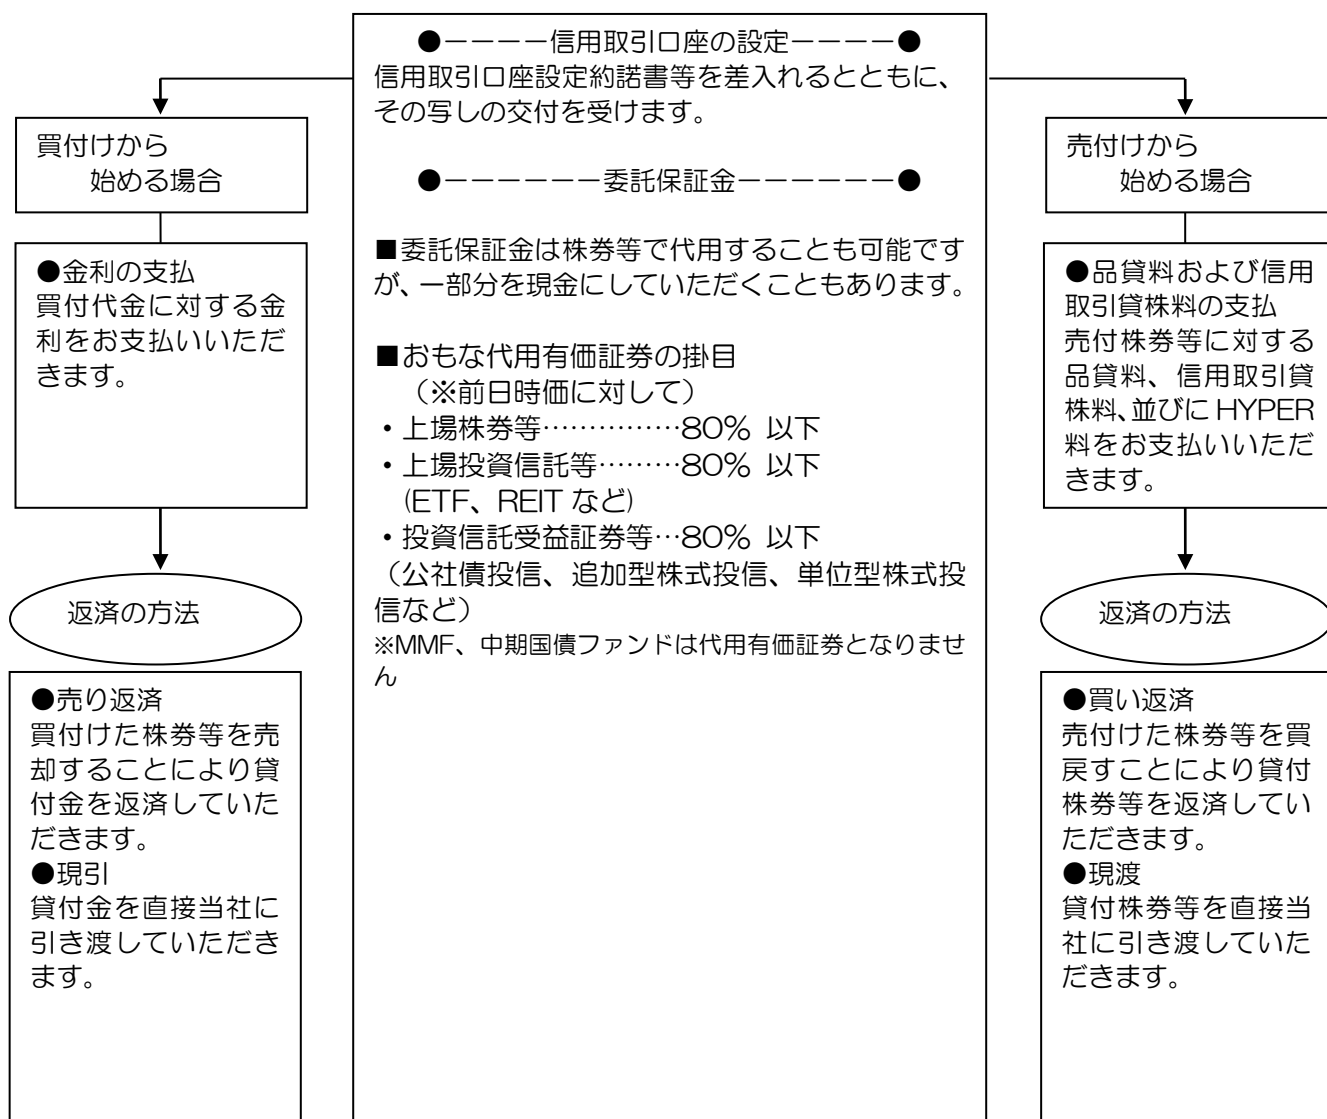 ●ーーーー信用取引口座の設定ーーーー●
信用取引口座設定約諾書等を差入れるとともに、
その写しの交付を受けます。
●ーーーーーー委託保証金ーーーーーー●
■委託保証金は株券等で代用することも可能です
が、一部分を現金にしていただくこともあります。
■おもな代用有価証券の掛目
（※前日時価に対して）
・上場株券等……………80% 以下
・上場投資信託等………80% 以下
(ETF、REIT など)
・投資信託受益証券等…80% 以下
（公社債投信、追加型株式投信、単位型株式投
信など）
※MMF、中期国債ファンドは代用有価証券となりませ
ん
買付けから
始める場合
●金利の支払
買付代金に対する金
利をお支払いいただ
きます。
返済の方法
●売り返済
買付けた株券等を売
却することにより貸
付金を返済していた
だきます。
●現引
貸付金を直接当社に
引き渡していただき
ます。
売付けから
始める場合
●品貸料および信用
取引貸株料の支払
売付株券等に対する
品貸料、信用取引貸
株料、並びに HYPER
料をお支払いいただ
きます。
返済の方法
●買い返済
売付けた株券等を買
戻すことにより貸付
株券等を返済してい
ただきます。
●現渡
貸付株券等を直接当
社に引き渡していた
だきます。